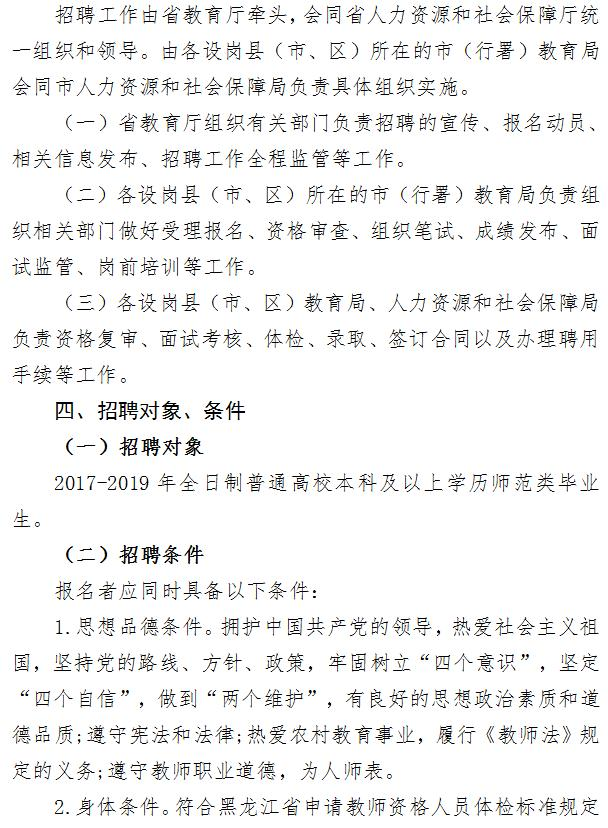 招聘工作由省教育厅牵头，会同省人力资源和社会保障厅统
一组织和领导。由各设岗县（市、区）所在的市（行署）教育局
会同市人力资源和社会保障局负责具体组织实施。
（一）省教育厅组织有关部门负责招聘的宣传、报名动员、
相关信息发布、招聘工作全程监管等工作。
（二）各设岗县（市、区）所在的市（行署）教育局负责组
织相关部门做好受理报名、资格审查、组织笔试、成绩发布、面
试监管、岗前培训等工作。
（三）各设岗县（市、区）教育局、人力资源和社会保障局
负责资格复审、面试考核、体检、录取、签订合同以及办理聘用
手续等工作。
四、招聘对象、条件
（一）招聘对象
2017-2019 年全日制普通高校本科及以上学历师范类毕业
生。
（二）招聘条件
报名者应同时具备以下条件：
1.思想品德条件。拥护中国共产党的领导，热爱社会主义祖
国，坚持党的路线、方针、政策，牢固树立“四个意识”，坚定
“四个自信”，做到“两个维护”，有良好的思想政治素质和道
德品质;遵守宪法和法律;热爱农村教育事业，履行《教师法》规
定的义务;遵守教师职业道德，为人师表。
2.身体条件。符合黑龙江省申请教师资格人员体检标准规定